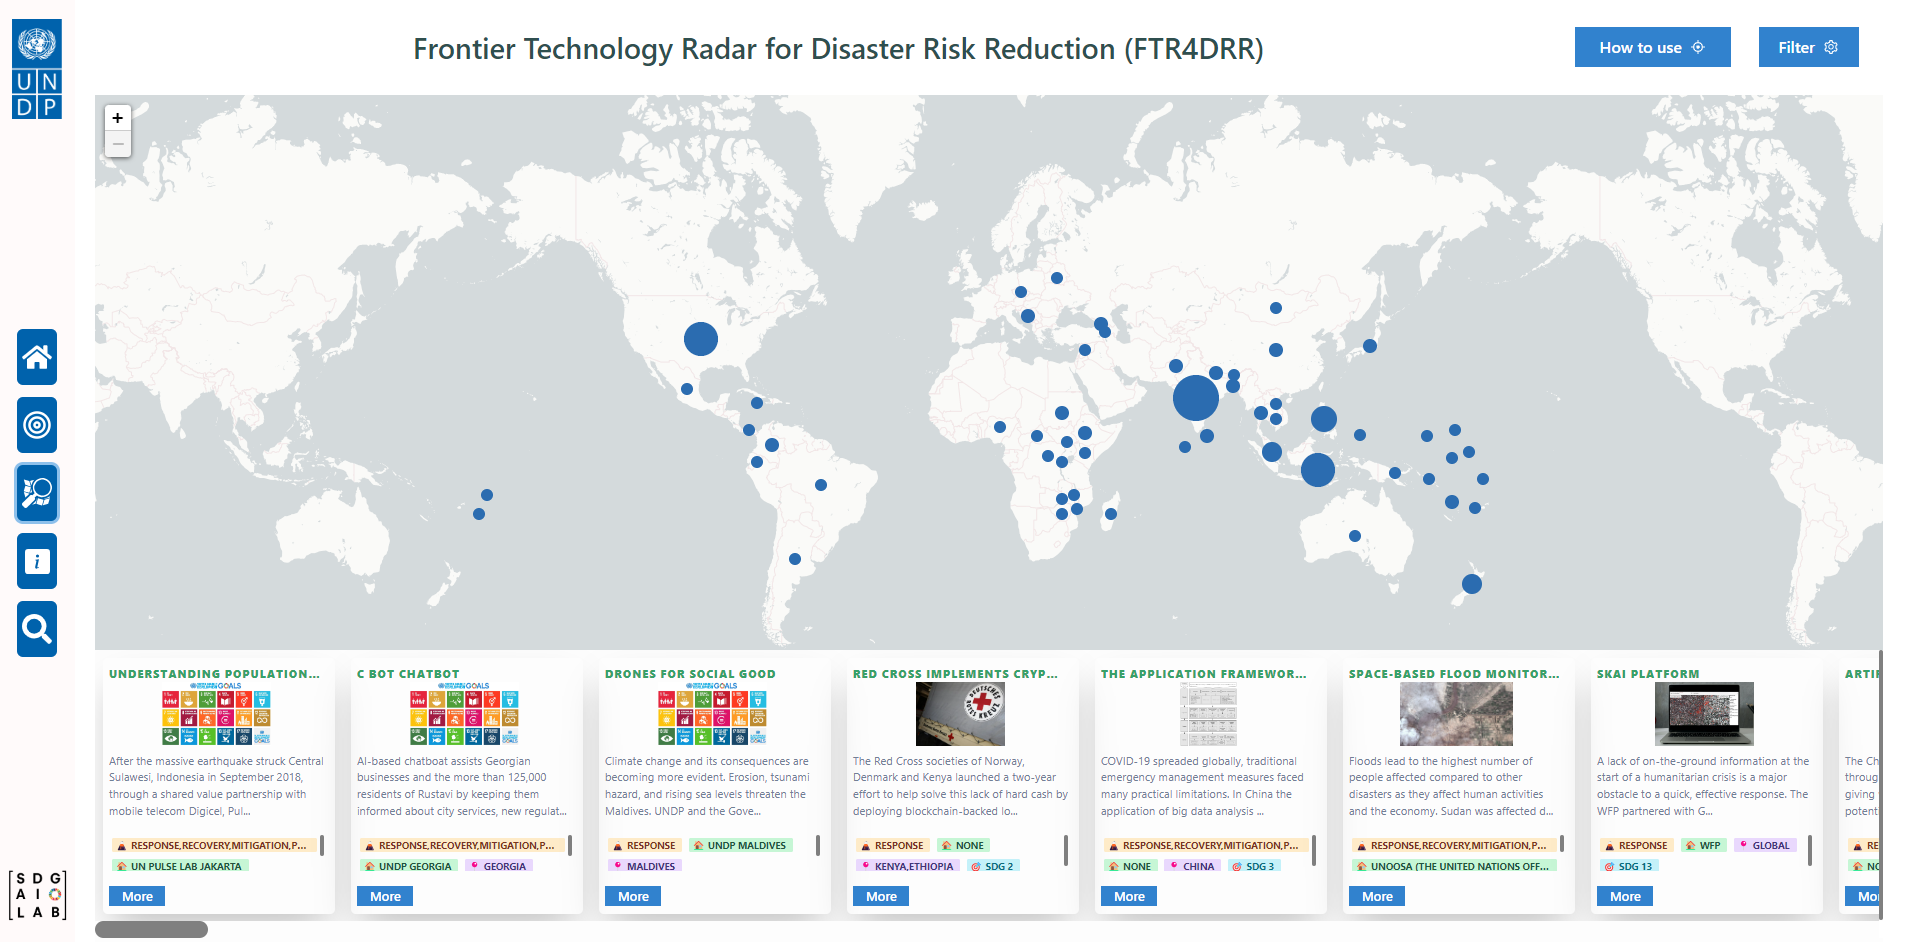 UN
DP
Frontier Technology Radar for Disaster Risk Reduction (FTR4DRR)
How to use
Filter
+
−
i
SDG
AI
LAB
UNDERSTANDING POPULATION...
After the massive earthquake struck Central
Sulawesi, Indonesia in September 2018,
through a shared value partnership with
mobile telecom Digicel, Pul...
RESPONSE,RECOVERY,MITIGATION,P...
UN PULSE LAB JAKARTA
More
C BOT CHATBOT
AI-based chatboat assists Georgian
businesses and the more than 125,000
residents of Rustavi by keeping them
informed about city services, new regulat...
RESPONSE,RECOVERY,MITIGATION,P...
UNDP GEORGIA
GEORGIA
More
DRONES FOR SOCIAL GOOD
Climate change and its consequences are
becoming more evident. Erosion, tsunami
hazard, and rising sea levels threaten the
Maldives. UNDP and the Gove...
RESPONSE
UNDP MALDIVES
MALDIVES
More
RED CROSS IMPLEMENTS CRYP...
The Red Cross societies of Norway,
Denmark and Kenya launched a two-year
effort to help solve this lack of hard cash by
deploying blockchain-backed lo...
RESPONSE
NONE
KENYA,ETHIOPIA
SDG 2
More
THE APPLICATION FRAMEWOR...
COVID-19 spreaded globally, traditional
emergency management measures faced
many practical limitations. In China the
application of big data analysis ...
RESPONSE,RECOVERY,MITIGATION,P...
NONE
CHINA
SDG 3
More
SPACE-BASED FLOOD MONITOR...
Floods lead to the highest number of
people affected compared to other
disasters as they affect human activities
and the economy. Sudan was affected d...
RESPONSE,RECOVERY,MITIGATION,P...
UNOOSA (THE UNITED NATIONS OFF...
More
SKAI PLATFORM
A lack of on-the-ground information at the
start of a humanitarian crisis is a major
obstacle to a quick, effective response. The
WFP partnered with G...
RESPONSE
WFP
GLOBAL
SDG 13
More
ARTIF
The Ch
throug
giving
potent
RE
NO
Mo